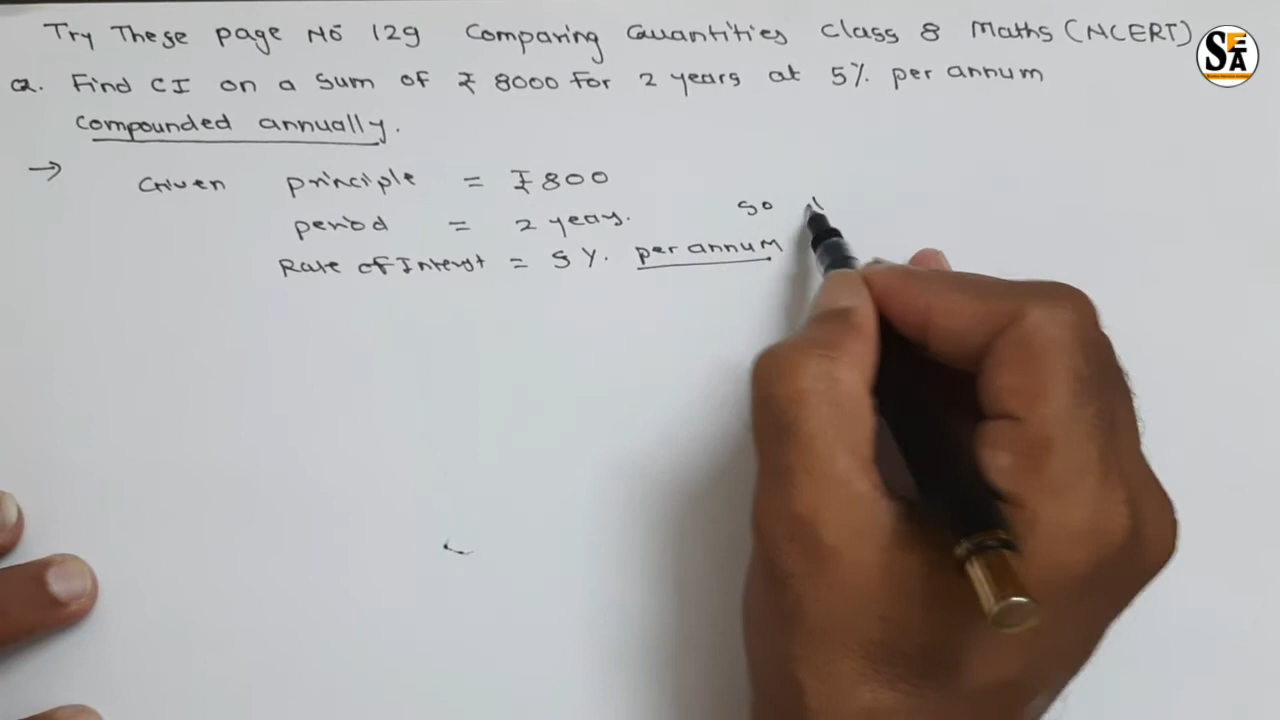 Try These page No 129 Comparing Quantities Class 8 Maths (NCERT)
Q. Find CI on a sum of ₹ 8000 for 2 years at 5% per annum
compounded annually.
→ Given principle = ₹800
period = 2 years. so
Rate of Interst = 5 %. per annum
SEFA